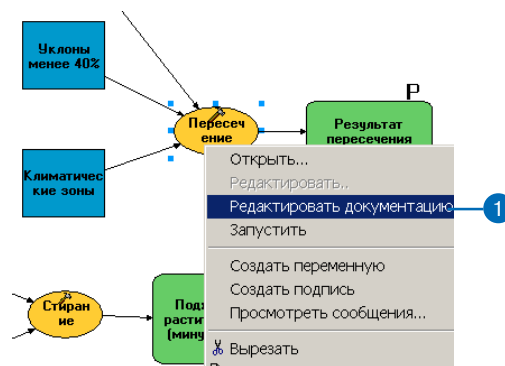 Уклоны
менее 40%
P
Пересеч
ение
Результат
пересечения
Климатичес
кие зоны
Открыть...
Редактировать..
Редактировать документацию
1
Запустить
Создать переменную
Создать подпись
Просмотреть сообщения...
Вырезать
Стиран
ие